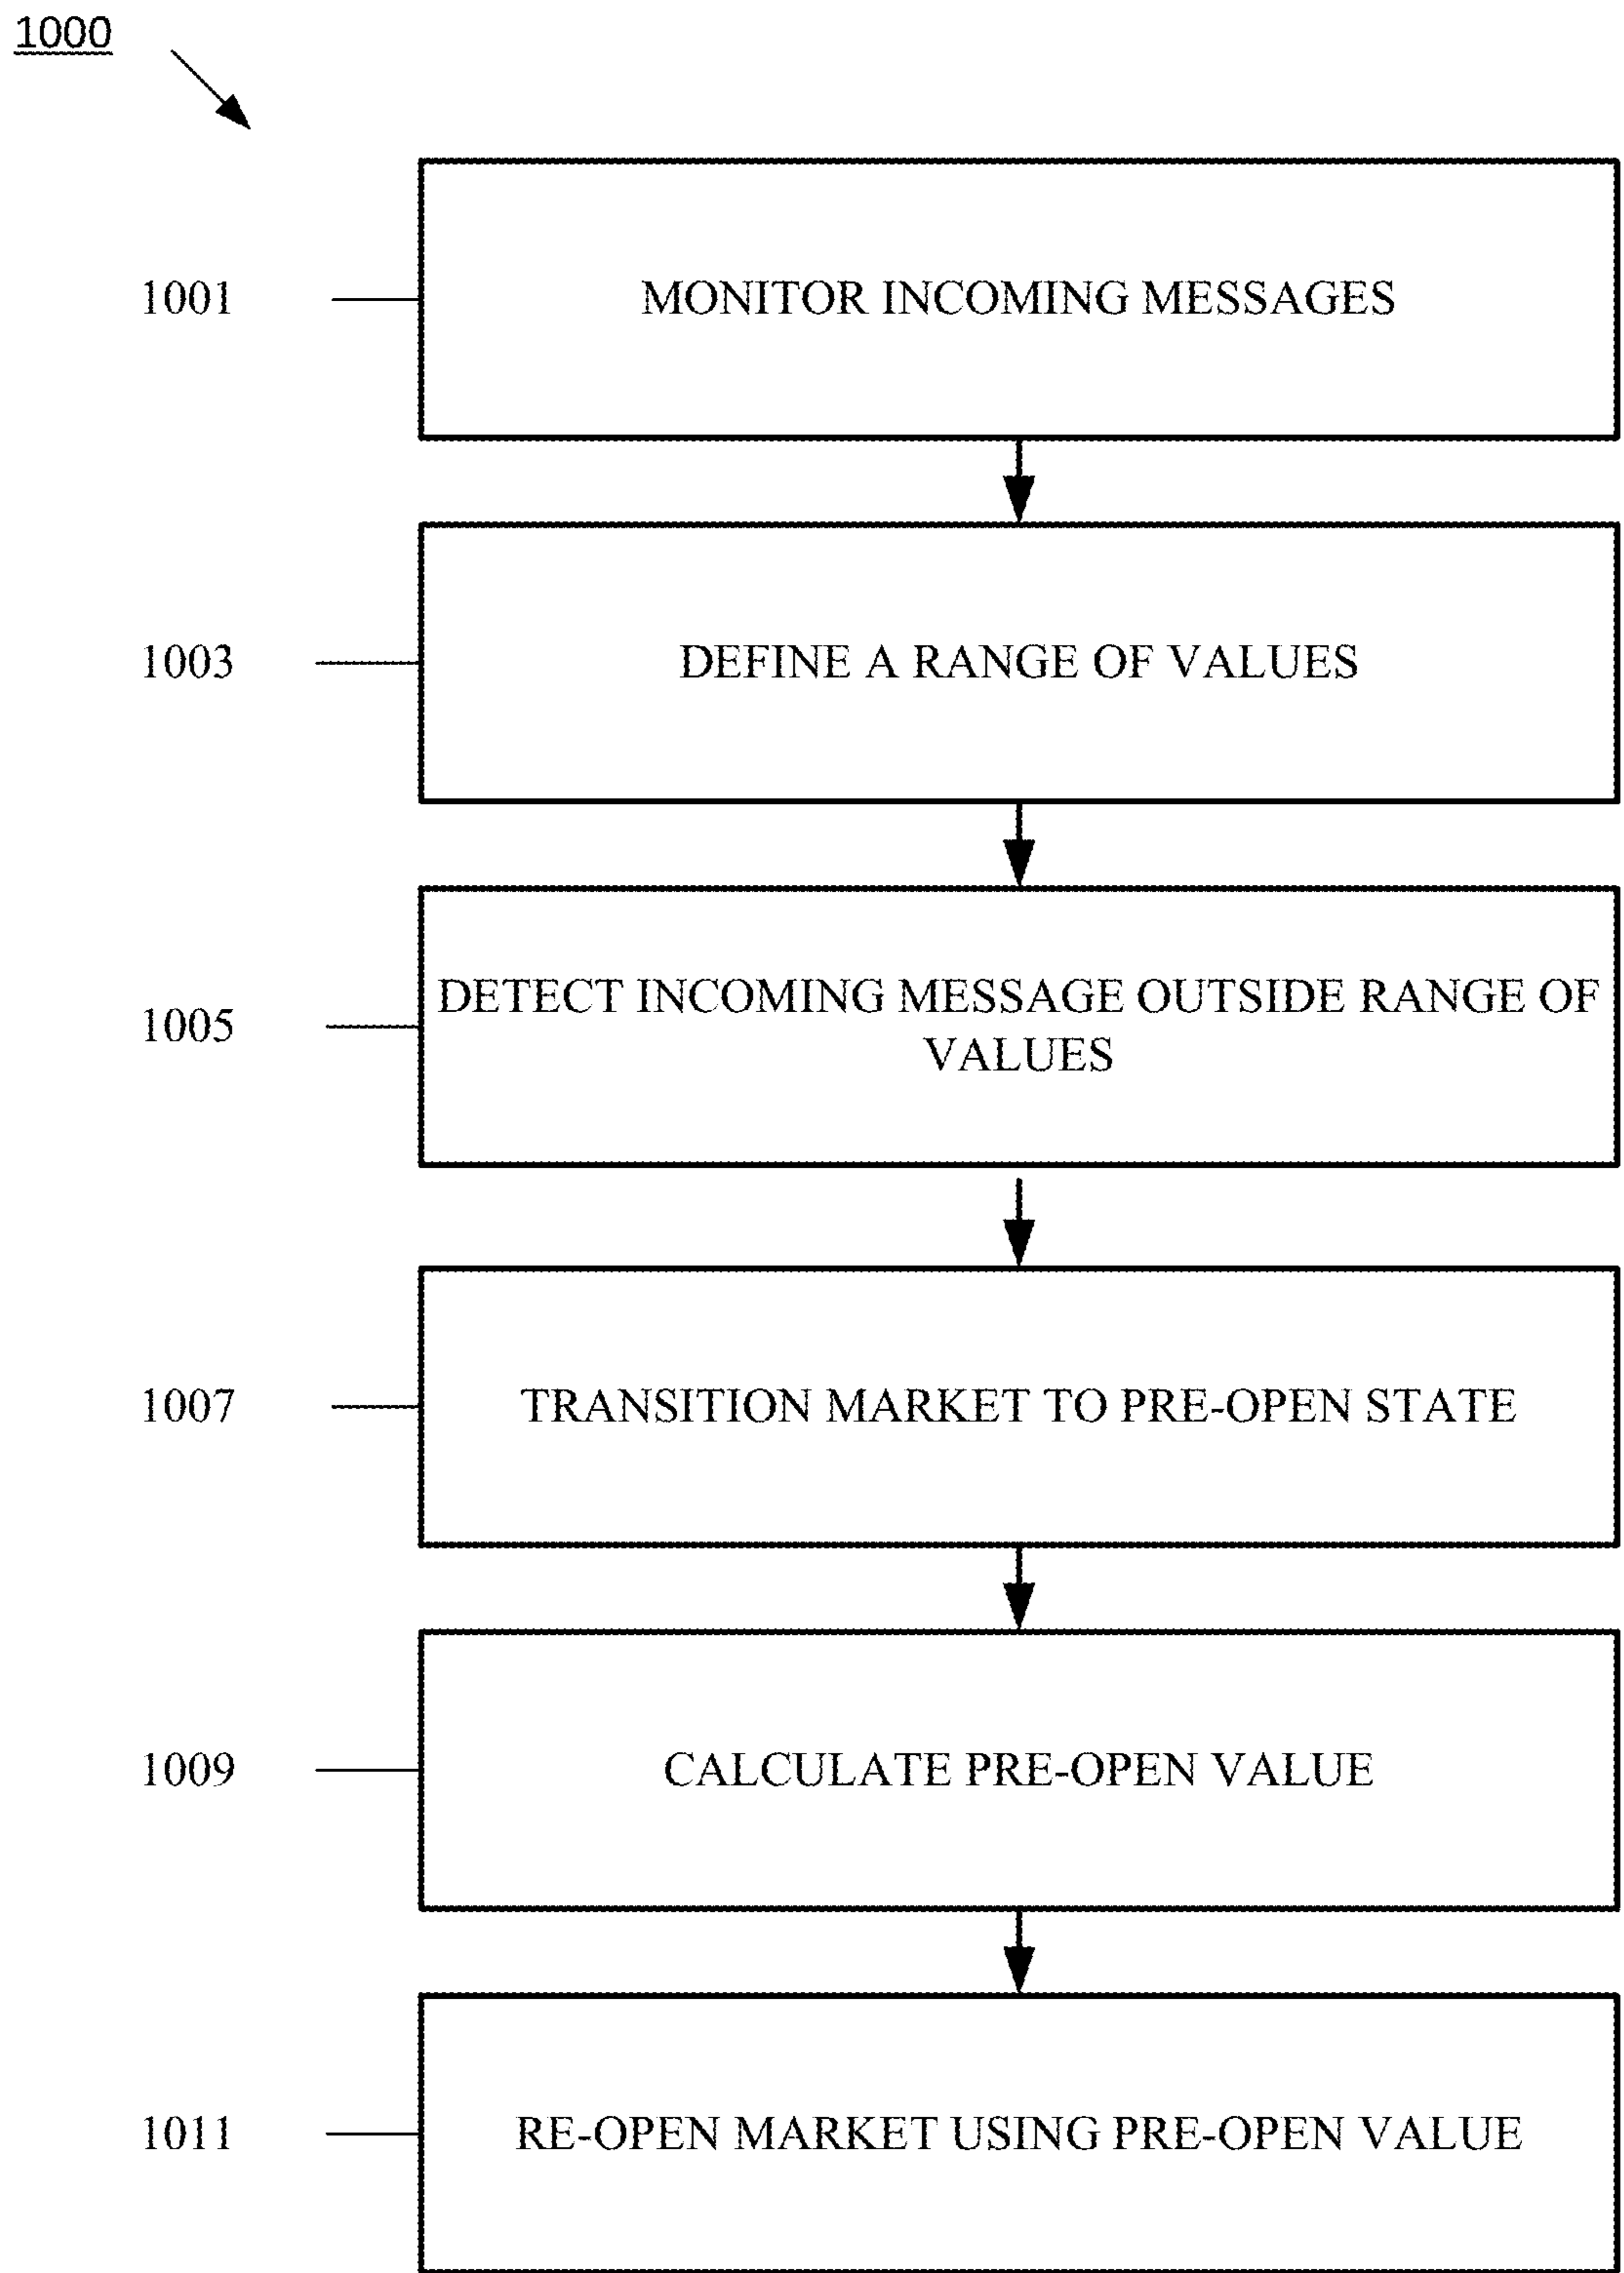 1000
1001
MONITOR INCOMING MESSAGES
1003
DEFINE A RANGE OF VALUES
1005
DETECT INCOMING MESSAGE OUTSIDE RANGE OF
VALUES
1007
TRANSITION MARKET TO PRE-OPEN STATE
1009
CALCULATE PRE-OPEN VALUE
1011
RE-OPEN MARKET USING PRE-OPEN VALUE